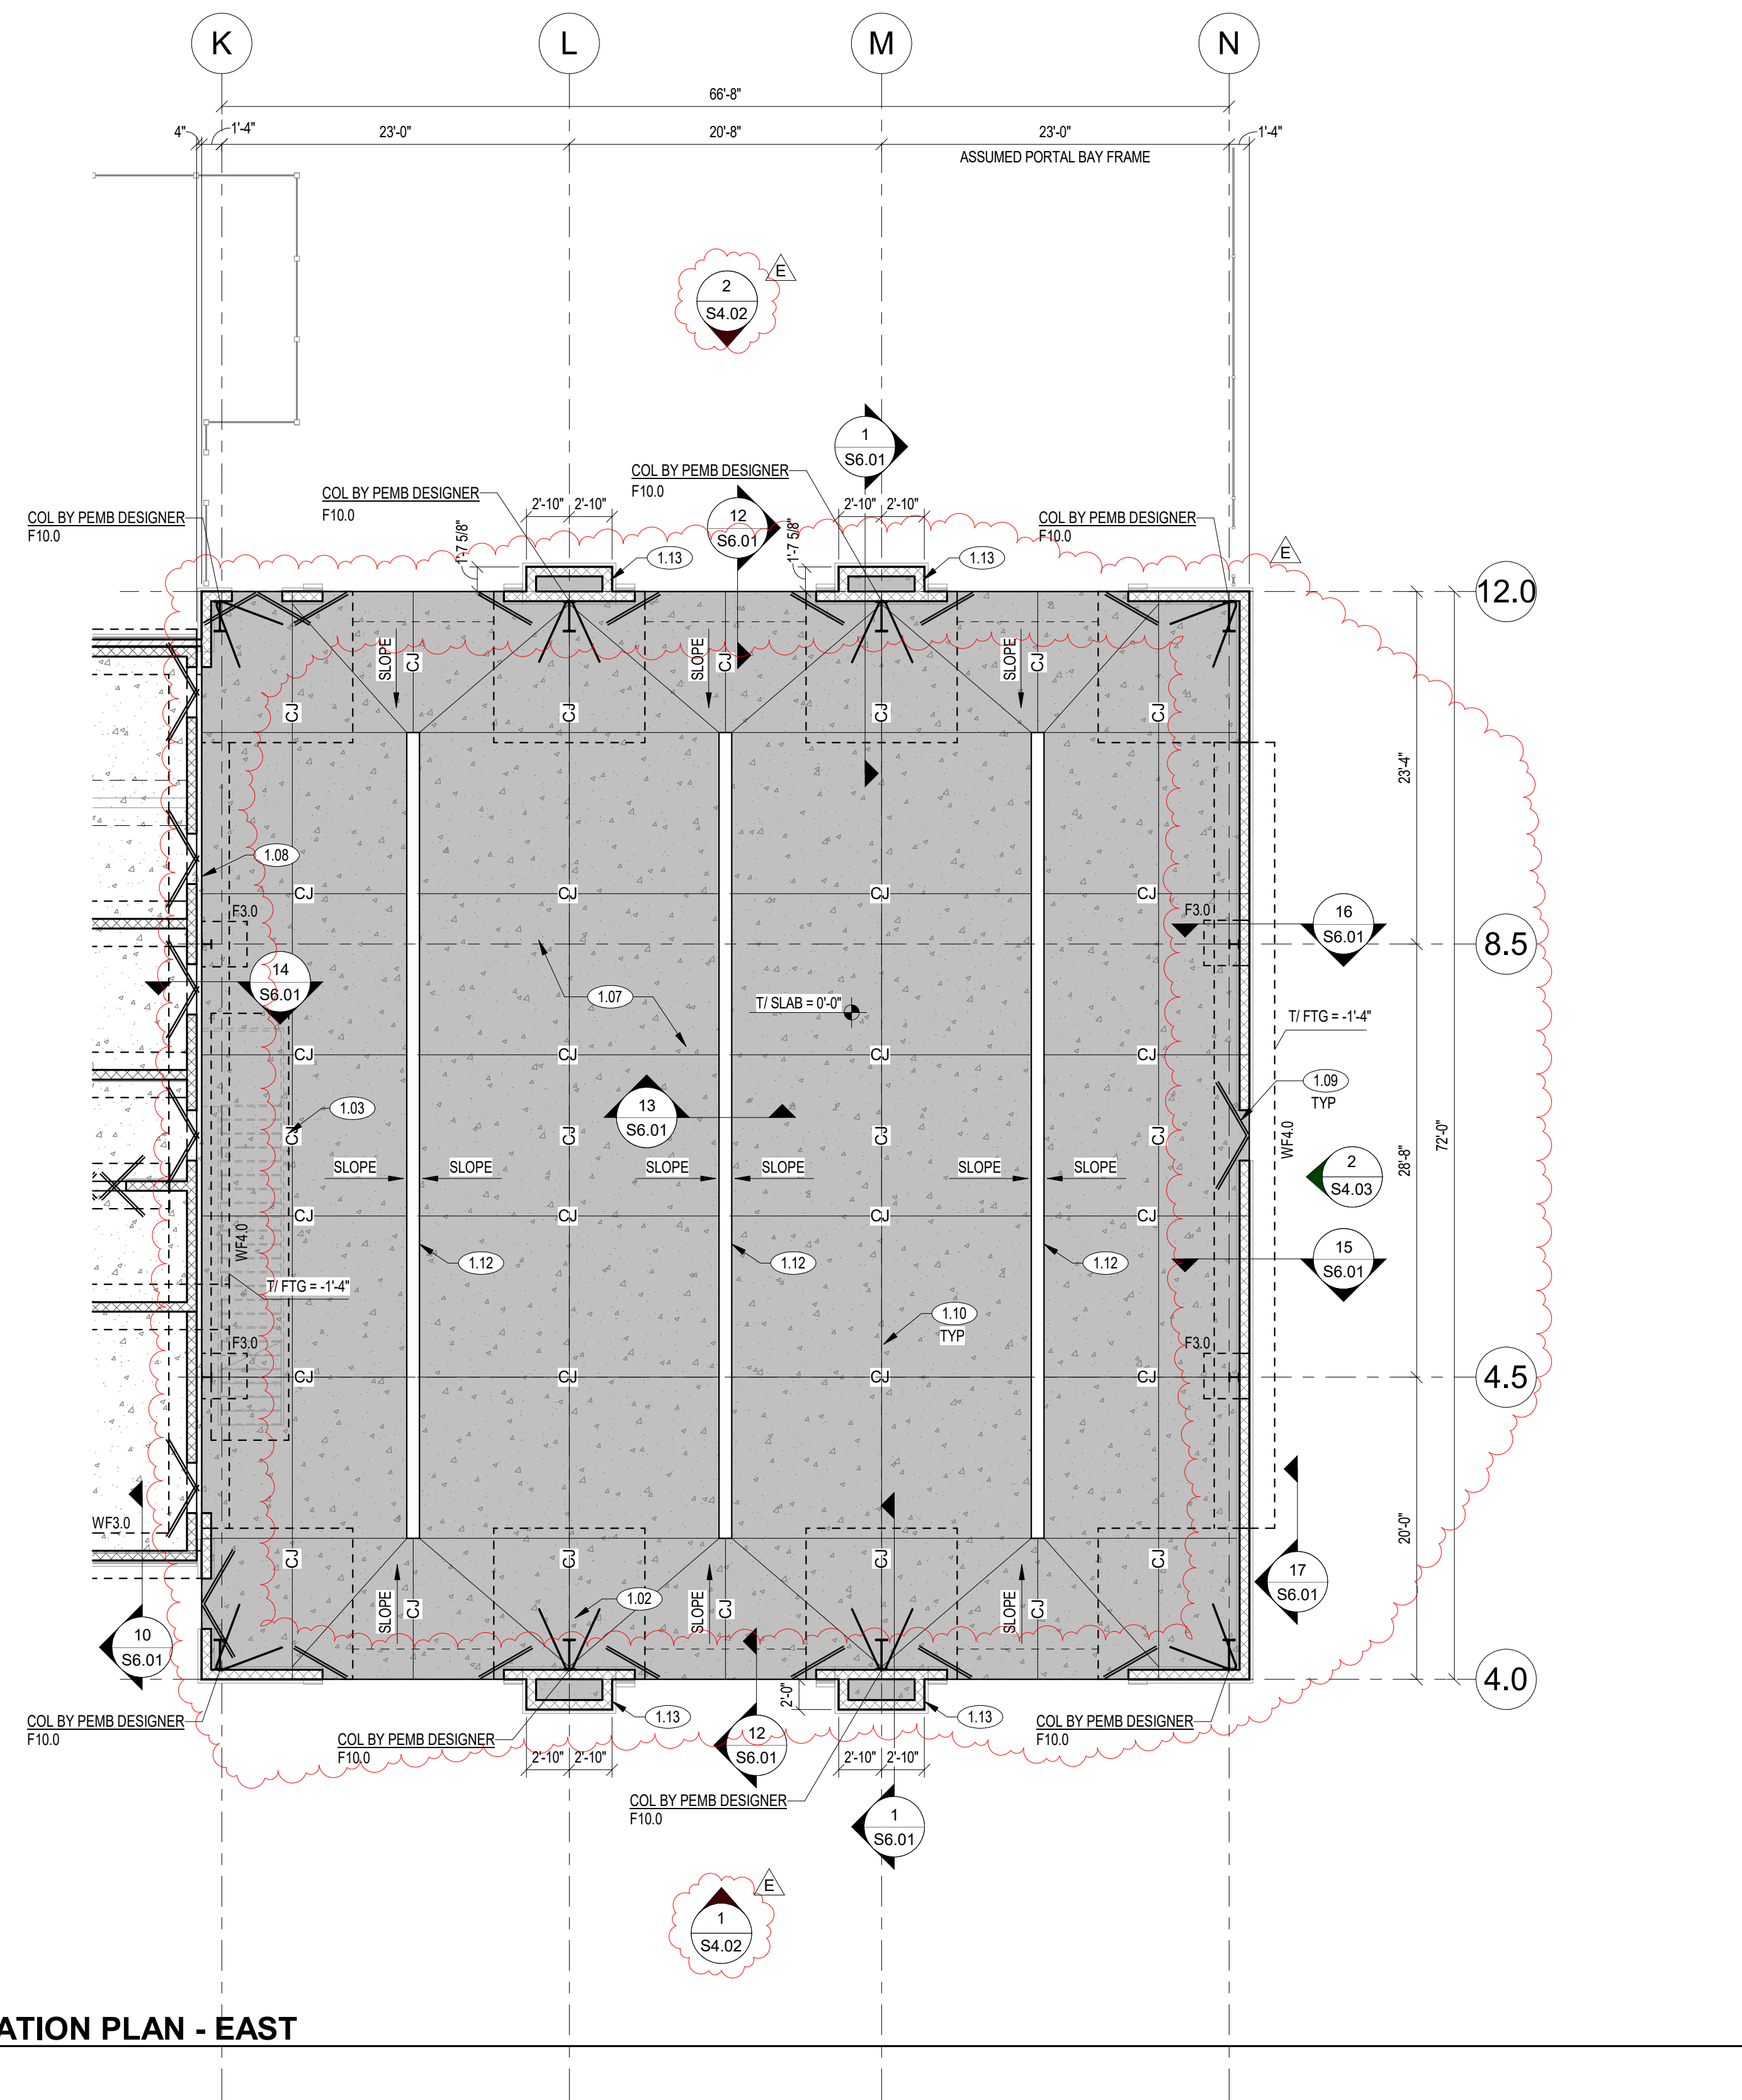 K
L
M
N
66'-8"
4"
1'-4"
23'-0"
20'-8"
23'-0"
1'-4"
ASSUMED PORTAL BAY FRAME
E
2
S4.02
1
S6.01
COL BY PEMB DESIGNER
F10.0
COL BY PEMB DESIGNER
F10.0
2'-10"
2'-10"
2'-10"
2'-10"
12
S6.01
COL BY PEMB DESIGNER
F10.0
COL BY PEMB DESIGNER
F10.0
1'-7 5/8"
1'-7 5/8"
1.13
1.13
E
12.0
SLOPE
CJ
SLOPE
CJ
SLOPE
CJ
CJ
CJ
CJ
CJ
23'-4"
1.08
CJ
CJ
CJ
CJ
F3.0
F3.0
16
S6.01
8.5
14
S6.01
1.07
T/ SLAB = 0'-0"
T/ FTG = -1'-4"
CJ
CJ
CJ
1.09
TYP
1.03
13
S6.01
CJ
CJ
CJ
CJ
WF4.0
28'-8"
72'-0"
SLOPE
SLOPE
SLOPE
SLOPE
SLOPE
SLOPE
2
S4.03
CJ
CJ
CJ
CJ
WF4.0
1.12
1.12
1.12
15
S6.01
T/ FTG = -1'-4"
1.10
TYP
F3.0
F3.0
CJ
CJ
CJ
CJ
4.5
WF3.0
20'-0"
CJ
CJ
CJ
CJ
17
S6.01
SLOPE
CJ
1.02
SLOPE
CJ
SLOPE
CJ
10
S6.01
4.0
2'-0"
COL BY PEMB DESIGNER
F10.0
1.13
1.13
COL BY PEMB DESIGNER
F10.0
COL BY PEMB DESIGNER
F10.0
12
S6.01
2'-10"
2'-10"
2'-10"
2'-10"
COL BY PEMB DESIGNER
F10.0
1
S6.01
E
1
S4.02
ATION PLAN - EAST